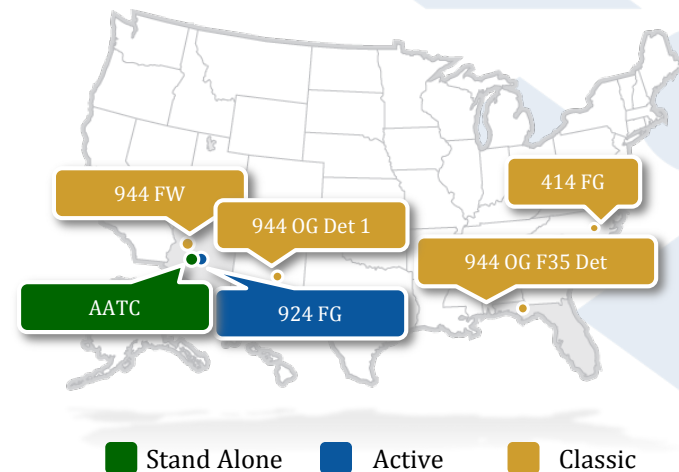 414 FG
944 FW
944 OG Det 1
944 OG F35 Det
AATC
924 FG
Stand Alone
Active
Classic